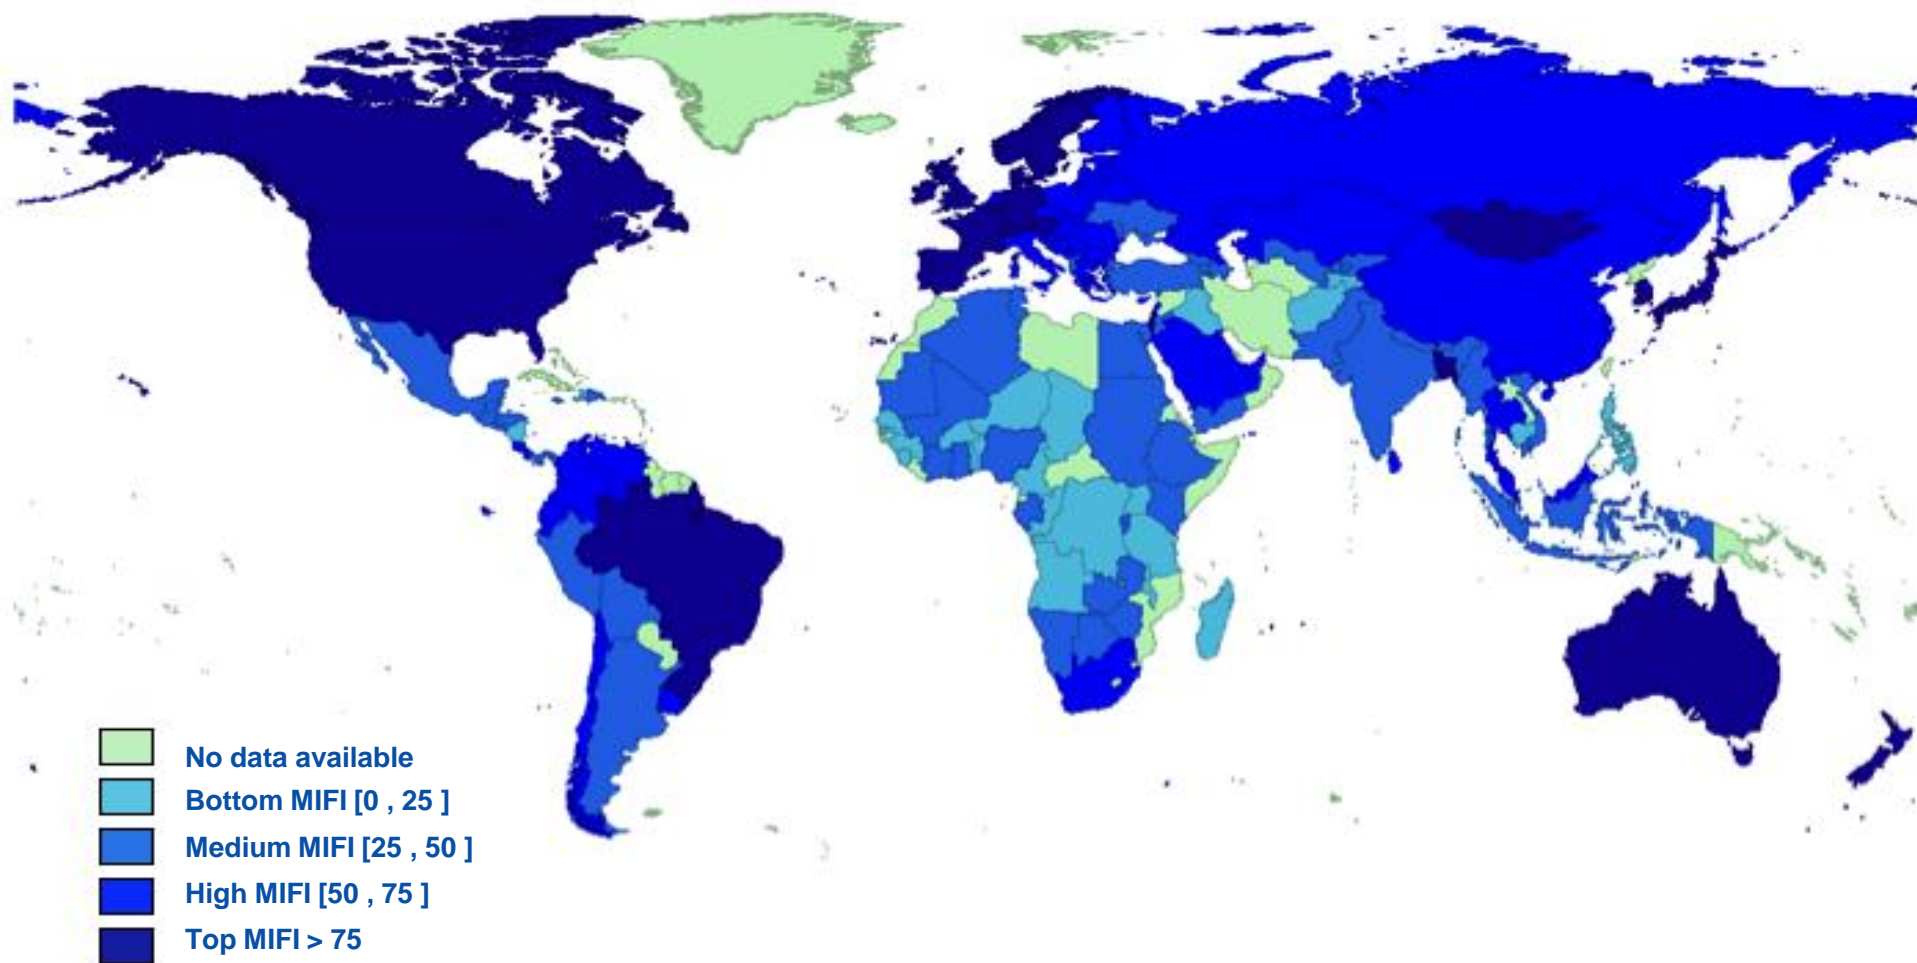 No data available
Bottom MIFI [0 , 25 ]
Medium MIFI [25 , 50 ]
High MIFI [50 , 75 ]
Top MIFI > 75